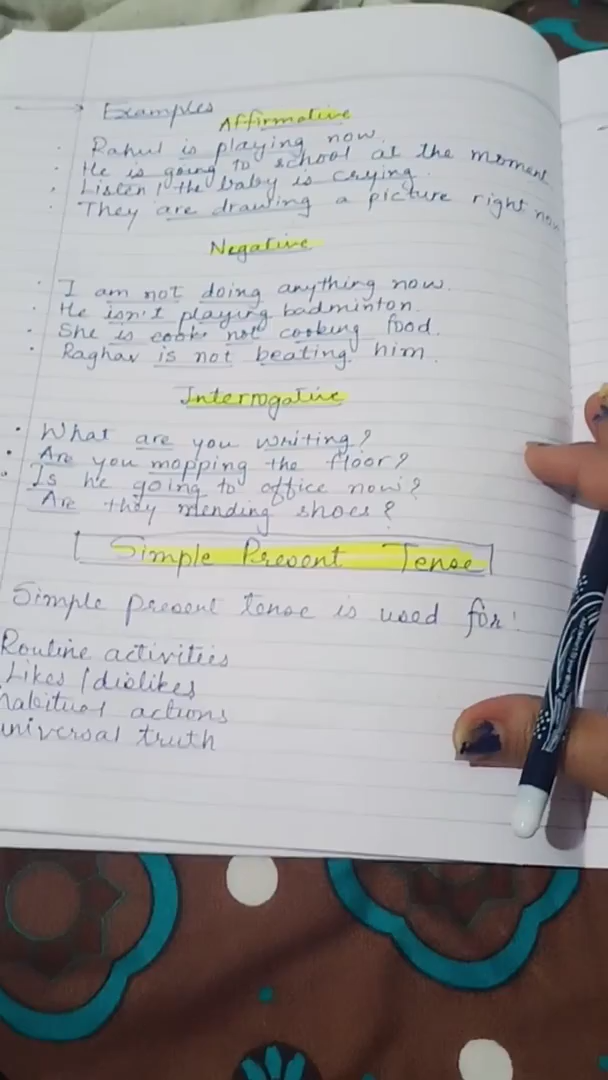 Examples
Affirmative
Rahul is playing now.
He is going to school at the moment
Listen! the baby is crying.
They are drawing a picture right now
Negative
I am not doing anything now.
He isn't playing badminton.
She is not cooking food.
Raghav is not beating him.
Interrogative
What are you writing?
Are you mopping the floor?
Is he going to office now?
Are they mending shoes?
Simple Present Tense
Simple present tense is used for:
Routine activities
Likes/dislikes
habitual actions
universal truth